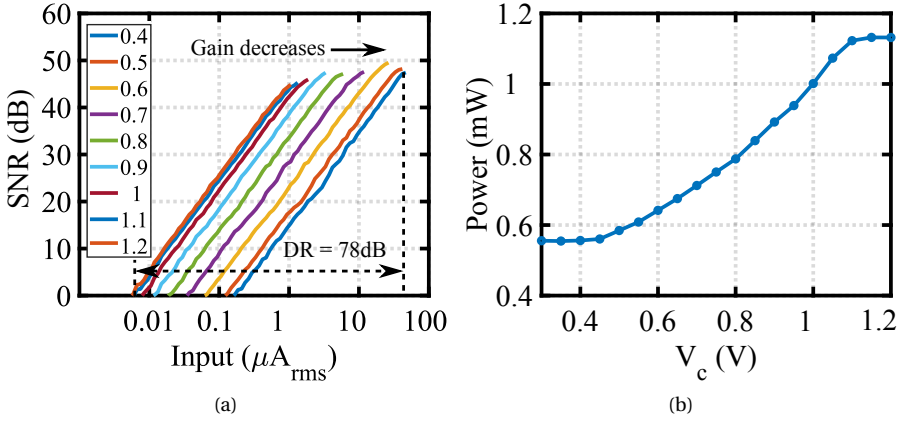 60
50
40
30
20
10
0
SNR (dB)
0.4
0.5
0.6
0.7
0.8
0.9
1
1.1
1.2
Gain decreases
DR = 78dB
0.01 0.1 1 10 100
Input (μA_rms)
(a)
1.2
1
0.8
0.6
0.4
Power (mW)
0.4 0.6 0.8 1 1.2
V_c (V)
(b)